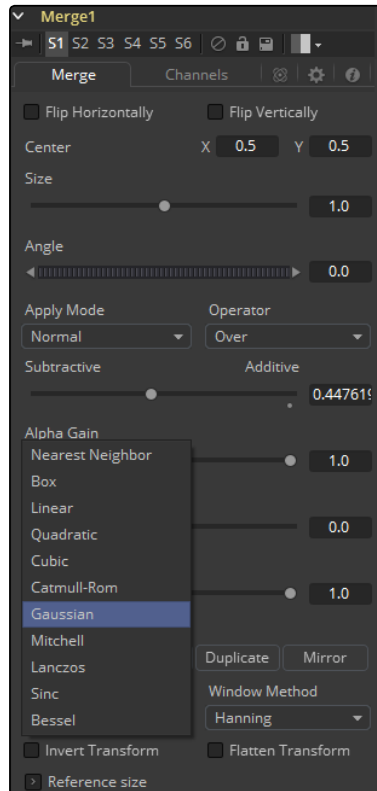 Merge1
S1 S2 S3 S4 S5 S6
Merge Channels
Flip Horizontally Flip Vertically
Center X 0.5 Y 0.5
Size
1.0
Angle
0.0
Apply Mode Operator
Normal Over
Subtractive Additive
0.447619
Alpha Gain
Nearest Neighbor
1.0
Box
Linear
0.0
Quadratic
Cubic
Catmull-Rom
1.0
Gaussian
Mitchell
Duplicate Mirror
Lanczos
Sinc
Window Method
Bessel
Hanning
Invert Transform Flatten Transform
Reference size